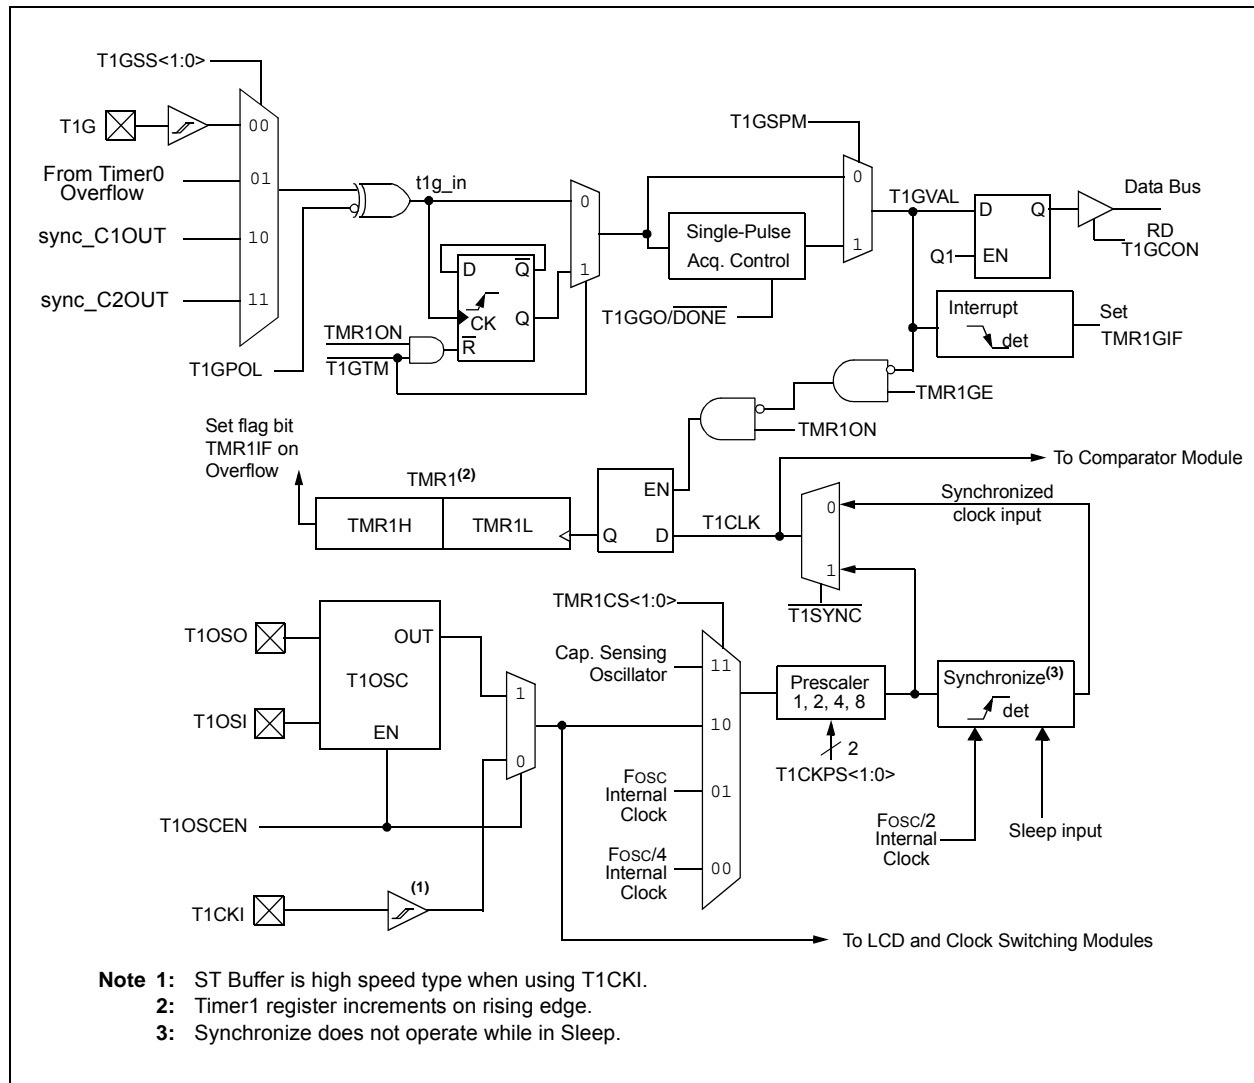 T1GSS<1:0>
T1G
00
From Timer0
Overflow
01
sync_C1OUT
10
sync_C2OUT
11
T1GPOL
t1g_in
0
1
D
Q
CK
Q
R
TMR1ON
T1GTM
T1GSPM
0
1
Single-Pulse
Acq. Control
T1GGO/DONE
T1GVAL
D
Q
Q1
EN
Data Bus
RD
T1GCON
Interrupt
det
Set
TMR1GIF
TMR1GE
TMR1ON
Set flag bit
TMR1IF on
Overflow
TMR1(2)
TMR1H
TMR1L
EN
Q
D
T1CLK
To Comparator Module
0
1
Synchronized
clock input
T1SYNC
T1OSO
OUT
T1OSC
T1OSI
EN
1
0
T1OSCEN
T1CKI
(1)
TMR1CS<1:0>
Cap. Sensing
Oscillator
11
10
FOSC
Internal
Clock
01
FOSC/4
Internal
Clock
00
Prescaler
1, 2, 4, 8
2
T1CKPS<1:0>
Synchronize(3)
det
FOSC/2
Internal
Clock
Sleep input
To LCD and Clock Switching Modules
Note 1: ST Buffer is high speed type when using T1CKI.
2: Timer1 register increments on rising edge.
3: Synchronize does not operate while in Sleep.